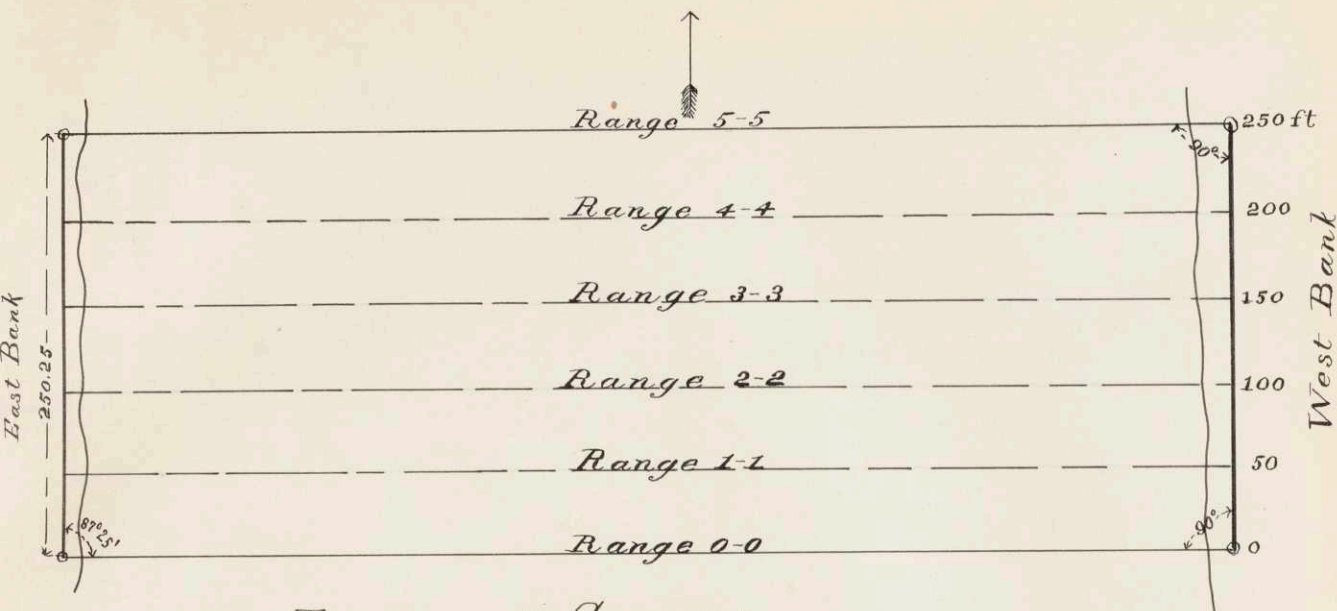 Range 5-5
250 ft
90°
Range 4-4
200
Range 3-3
150
East Bank
250.25
West Bank
Range 2-2
100
Range 1-1
50
87°25'
90°
Range 0-0
0